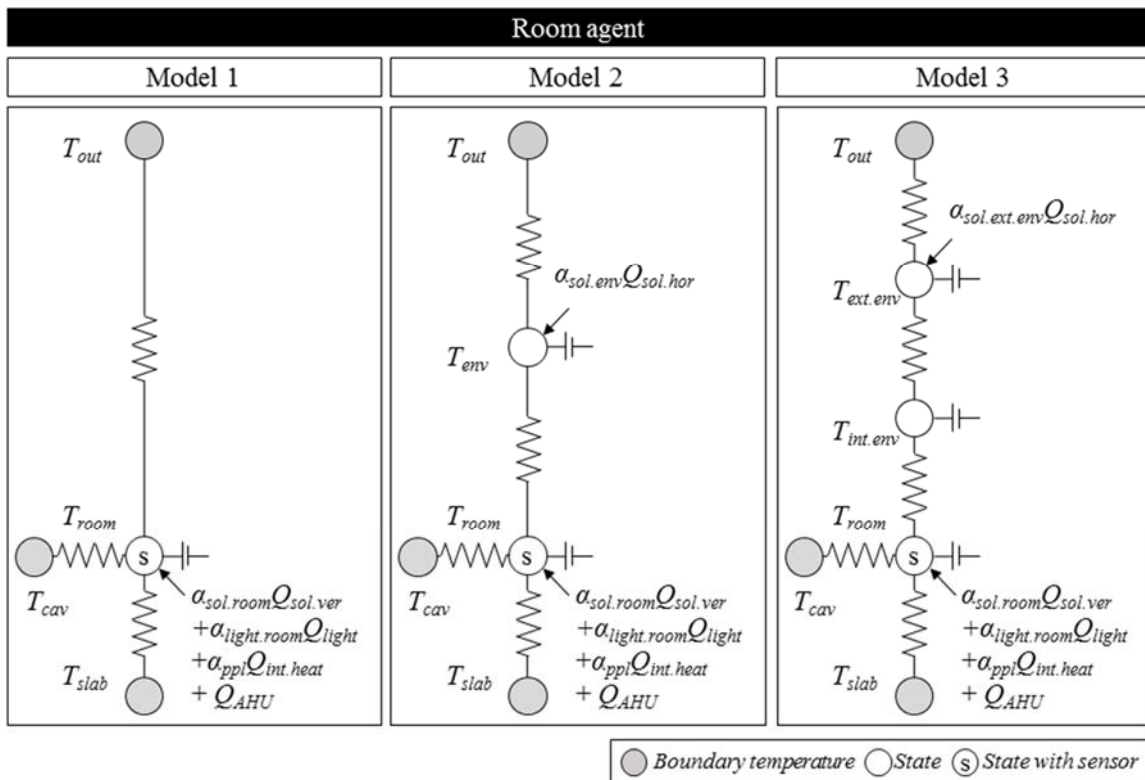 Room agent
Model 1
Model 2
Model 3
T_out
T_room
T_cav
α_sol.room Q_sol.ver
+α_light.room Q_light
+α_ppl Q_int.heat
+ Q_AHU
T_slab
T_out
α_sol.env Q_sol.hor
T_env
T_room
T_cav
α_sol.room Q_sol.ver
+α_light.room Q_light
+α_ppl Q_int.heat
+ Q_AHU
T_slab
T_out
α_sol.ext.env Q_sol.hor
T_ext.env
T_int.env
T_room
T_cav
α_sol.room Q_sol.ver
+α_light.room Q_light
+α_ppl Q_int.heat
+ Q_AHU
T_slab
s
s
s
Boundary temperature State s State with sensor